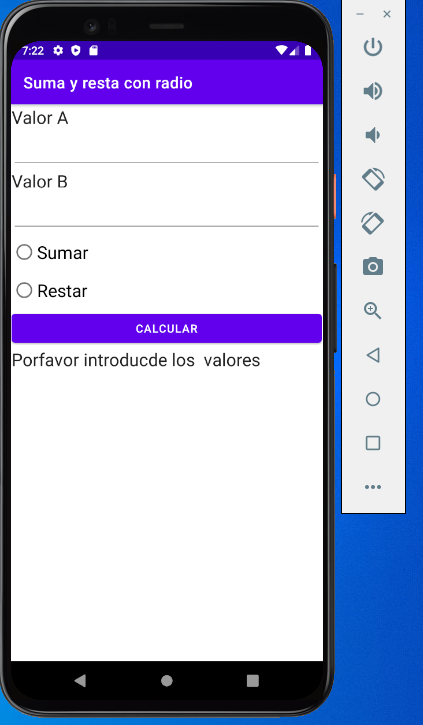 7:22
Suma y resta con radio
Valor A
Valor B
Sumar
Restar
CALCULAR
Porfavor introducde los  valores